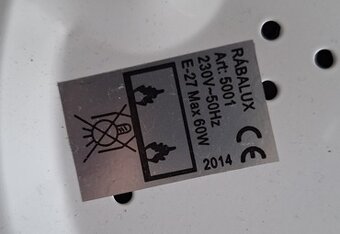 RÁBALUX
Art: 5001
230V~50Hz
E-27 Max 60W
CE
2014